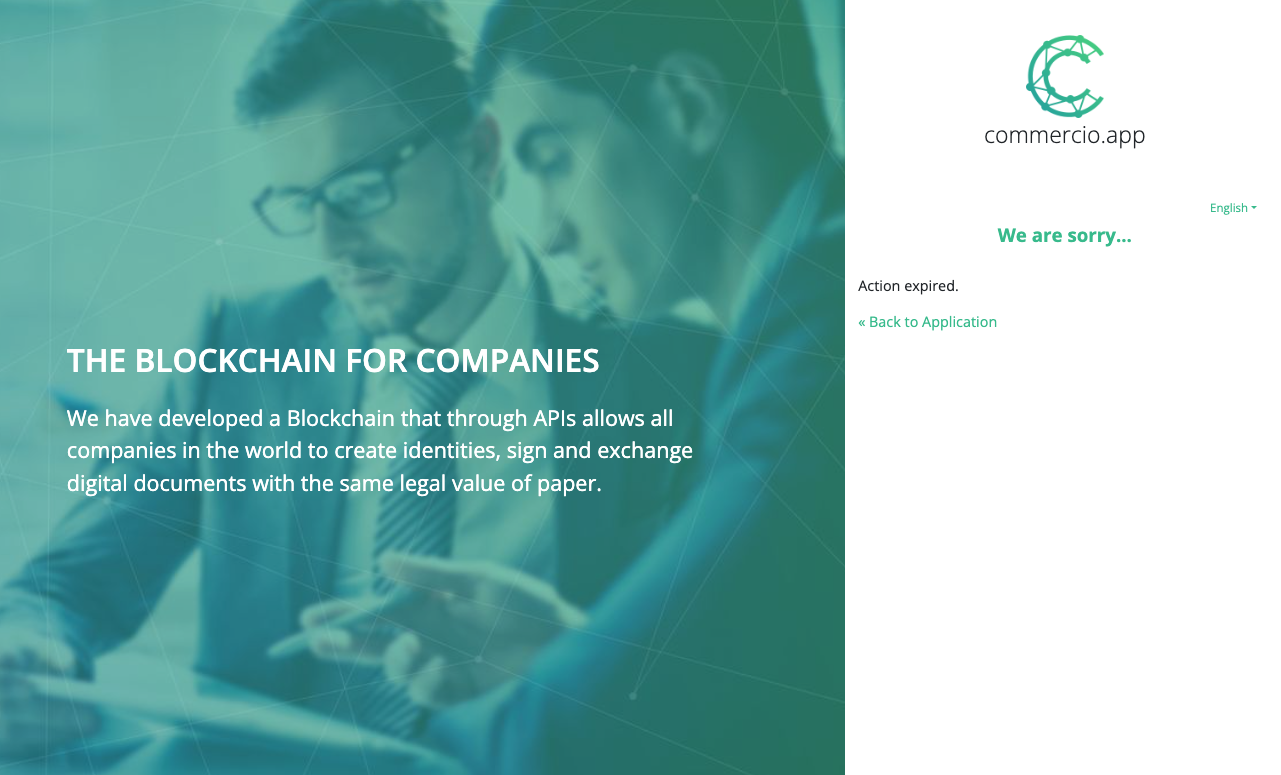 THE BLOCKCHAIN FOR COMPANIES
We have developed a Blockchain that through APIs allows all
companies in the world to create identities, sign and exchange
digital documents with the same legal value of paper.
commercio.app
English
We are sorry...
Action expired.
« Back to Application